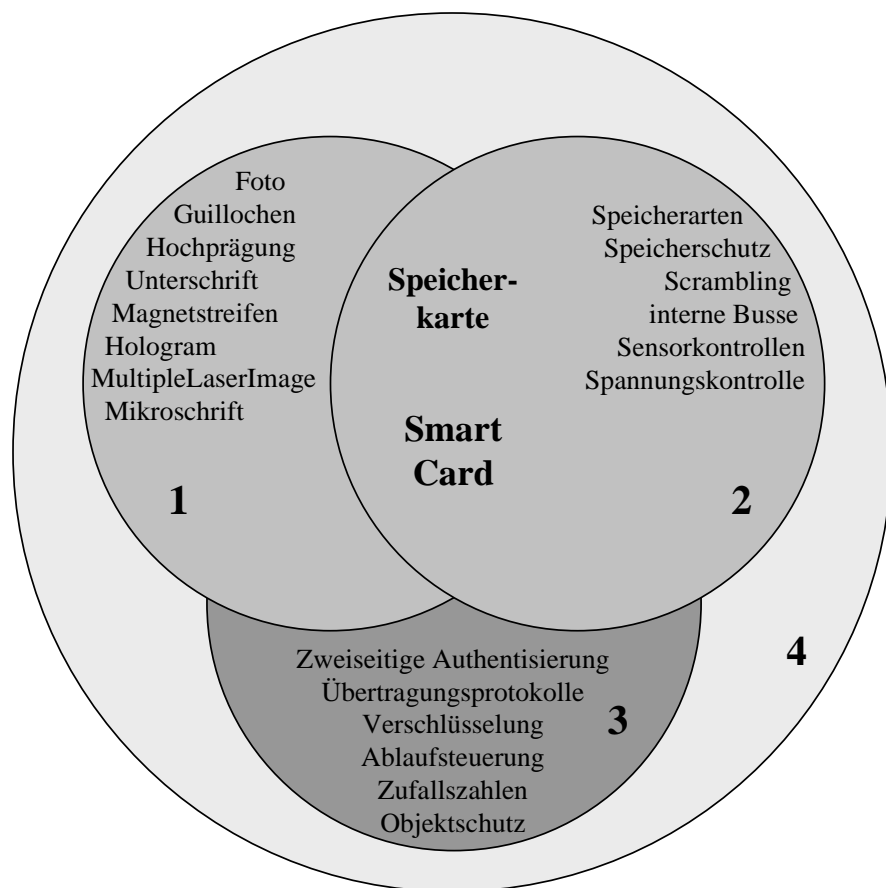 Foto
Guillochen
Hochprägung
Unterschrift
Magnetstreifen
Hologram
MultipleLaserImage
Mikroschrift
1
Speicher-
karte
Smart
Card
Speicherarten
Speicherschutz
Scrambling
interne Busse
Sensorkontrollen
Spannungskontrolle
2
Zweiseitige Authentisierung
Übertragungsprotokolle
Verschlüsselung
Ablaufsteuerung
Zufallszahlen
Objektschutz
3
4